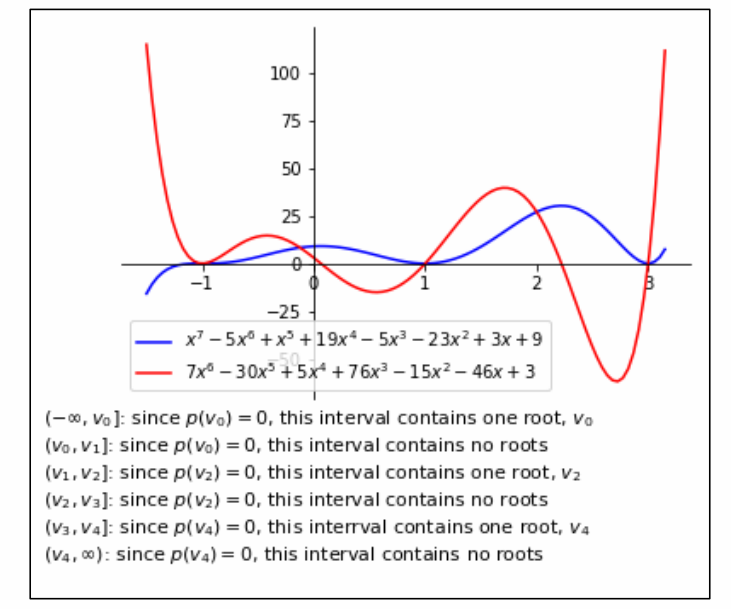 100
75
50
25
0
−1 0 1 2 3
−25
−50
x⁷ − 5x⁶ + x⁵ + 19x⁴ − 5x³ − 23x² + 3x + 9
7x⁶ − 30x⁵ + 5x⁴ + 76x³ − 15x² − 46x + 3
(−∞, v₀]: since p(v₀) = 0, this interval contains one root, v₀
(v₀, v₁]: since p(v₀) = 0, this interval contains no roots
(v₁, v₂]: since p(v₂) = 0, this interval contains one root, v₂
(v₂, v₃]: since p(v₂) = 0, this interval contains no roots
(v₃, v₄]: since p(v₄) = 0, this interrval contains one root, v₄
(v₄, ∞): since p(v₄) = 0, this interval contains no roots